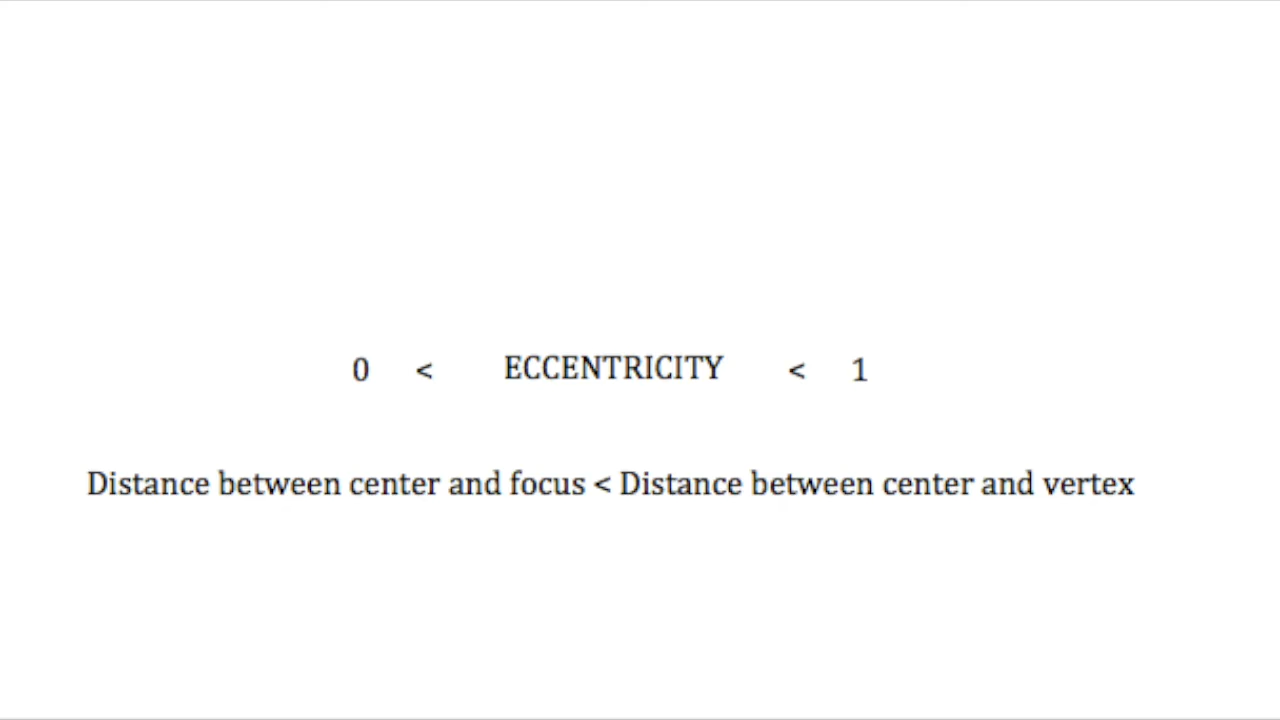 0 < ECCENTRICITY < 1
Distance between center and focus < Distance between center and vertex